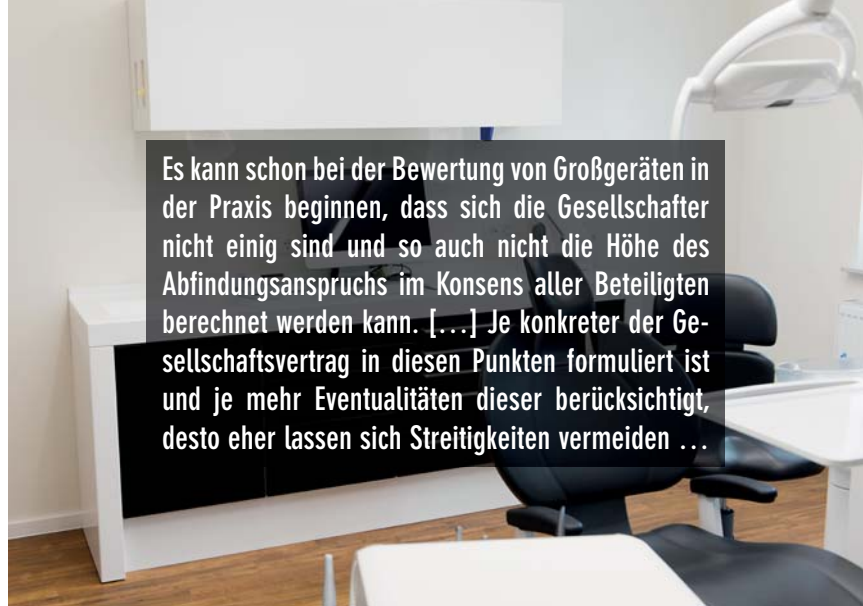 Es kann schon bei der Bewertung von Großgeräten in
der Praxis beginnen, dass sich die Gesellschafter
nicht einig sind und so auch nicht die Höhe des
Abfindungsanspruchs im Konsens aller Beteiligten
berechnet werden kann. […] Je konkreter der Ge-
sellschaftsvertrag in diesen Punkten formuliert ist
und je mehr Eventualitäten dieser berücksichtigt,
desto eher lassen sich Streitigkeiten vermeiden …